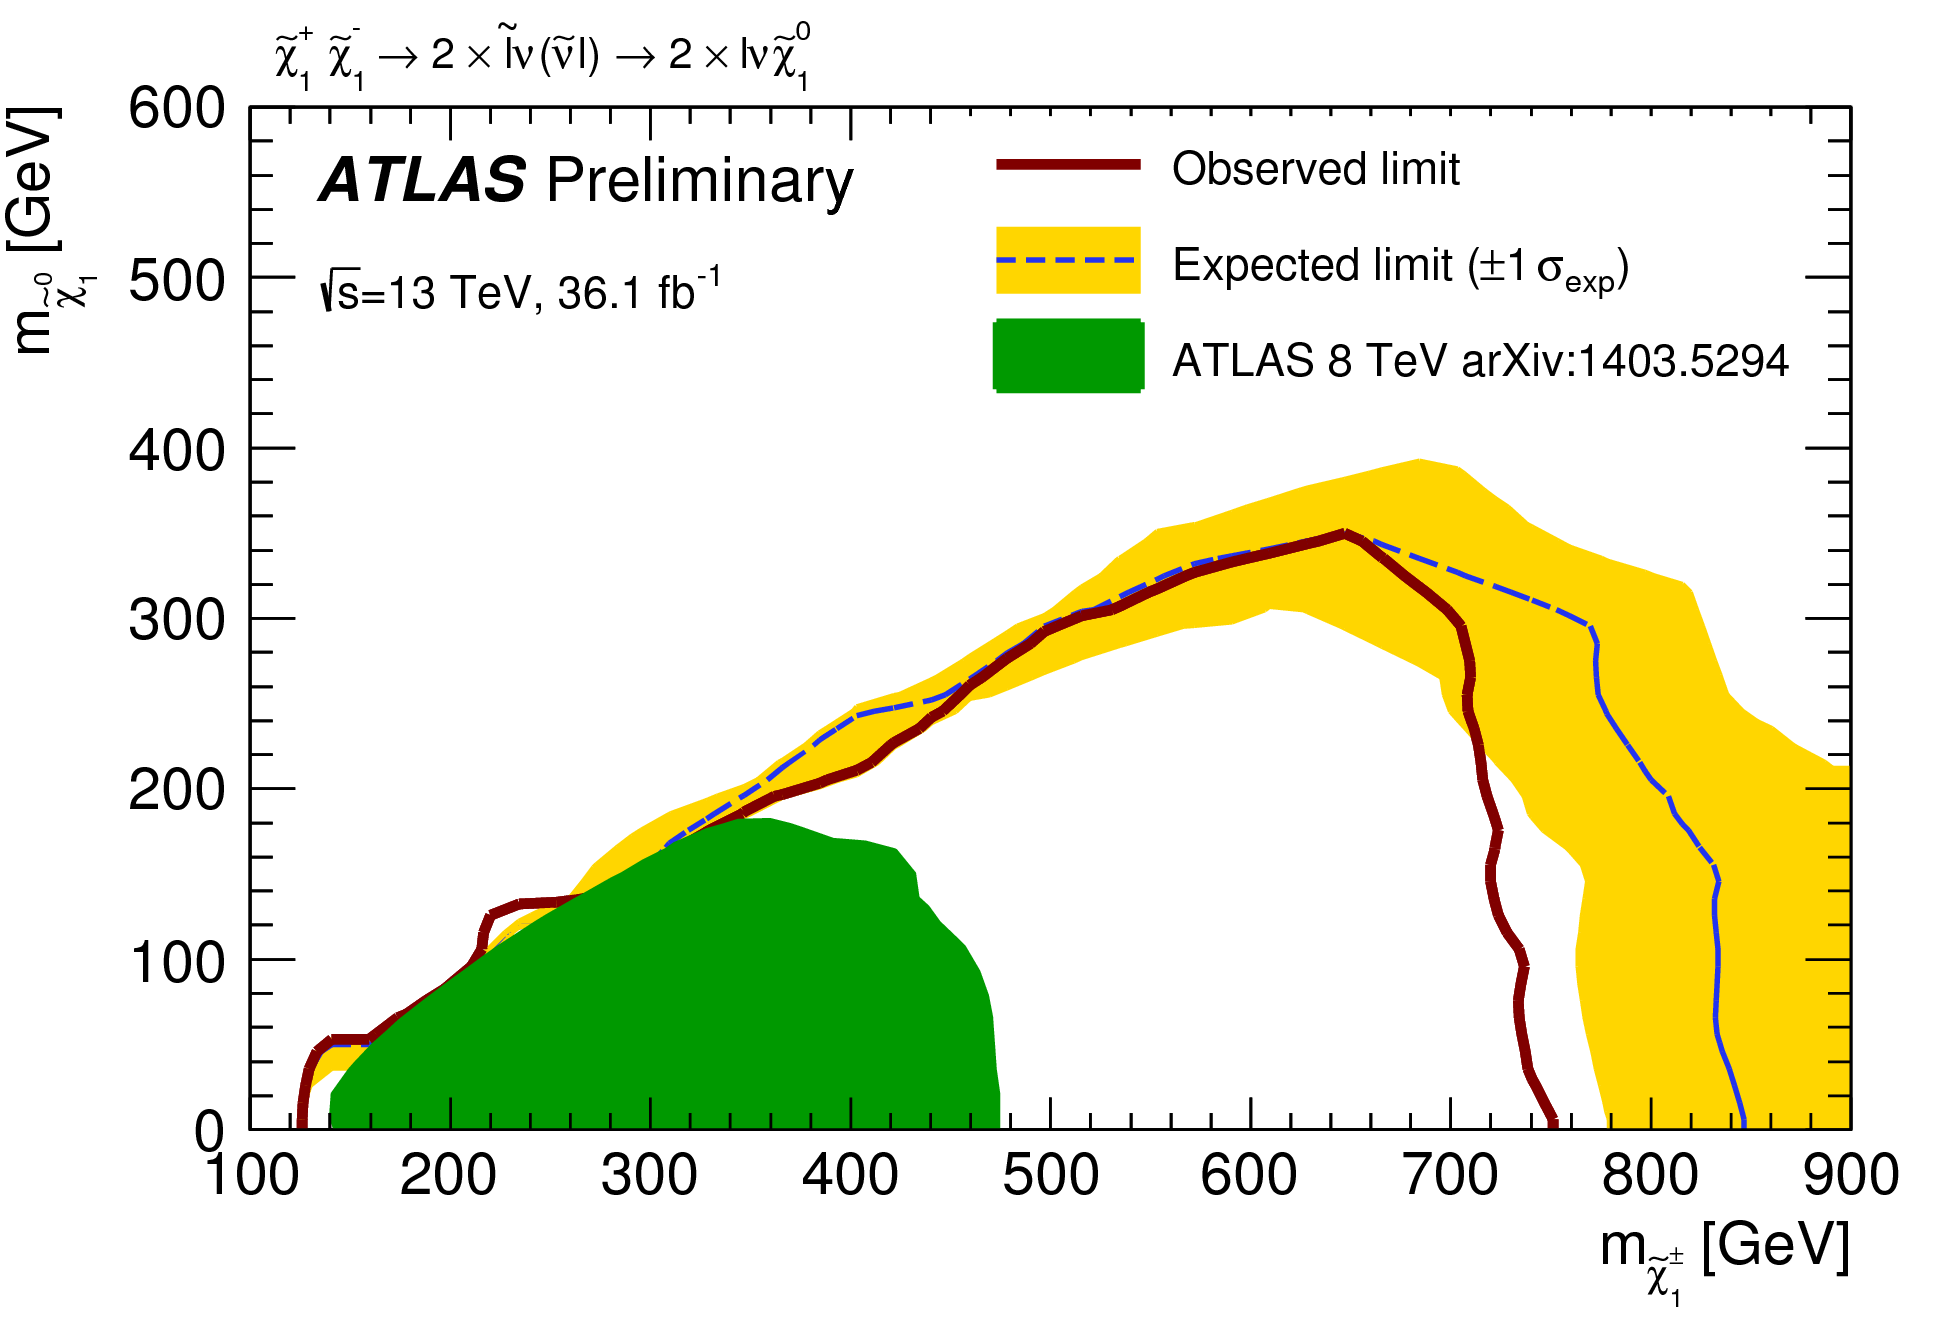 χ̃₁⁺ χ̃₁⁻ → 2 × l̃ν(ν̃l) → 2 × lνχ̃₁⁰
ATLAS Preliminary
√s=13 TeV, 36.1 fb⁻¹
Observed limit
Expected limit (±1 σexp)
ATLAS 8 TeV arXiv:1403.5294
m χ̃₁⁰ [GeV]
600
500
400
300
200
100
0
100 200 300 400 500 600 700 800 900
m χ̃₁± [GeV]